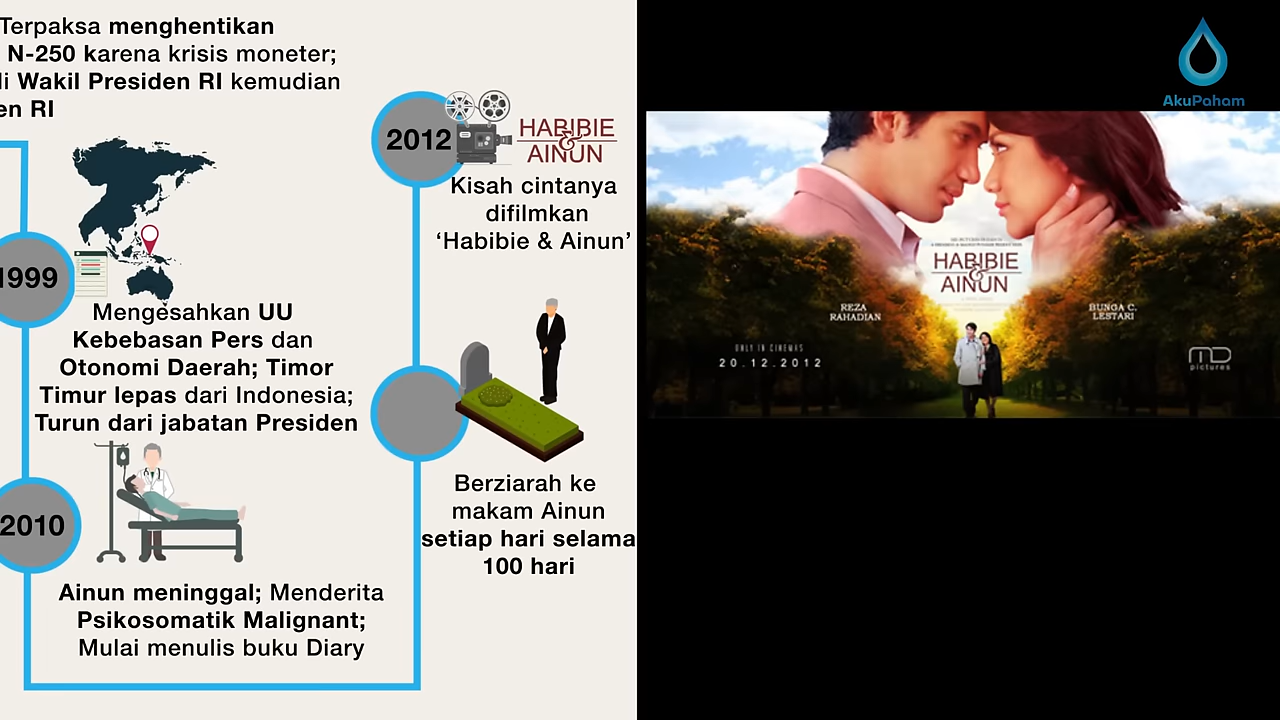 Terpaksa menghentikan
N-250 karena krisis moneter;
Wakil Presiden RI kemudian
RI
1999
Mengesahkan UU
Kebebasan Pers dan
Otonomi Daerah; Timor
Timur lepas dari Indonesia;
Turun dari jabatan Presiden
2010
Ainun meninggal; Menderita
Psikosomatik Malignant;
Mulai menulis buku Diary
2012
HABIBIE
&
AINUN
Kisah cintanya
difilmkan
‘Habibie & Ainun’
Berziarah ke
makam Ainun
setiap hari selama
100 hari
AkuPaham
HABIBIE
&
AINUN
REZA
RAHADIAN
BUNGA C.
LESTARI
ONLY IN CINEMAS
20.12.2012
MD
pictures